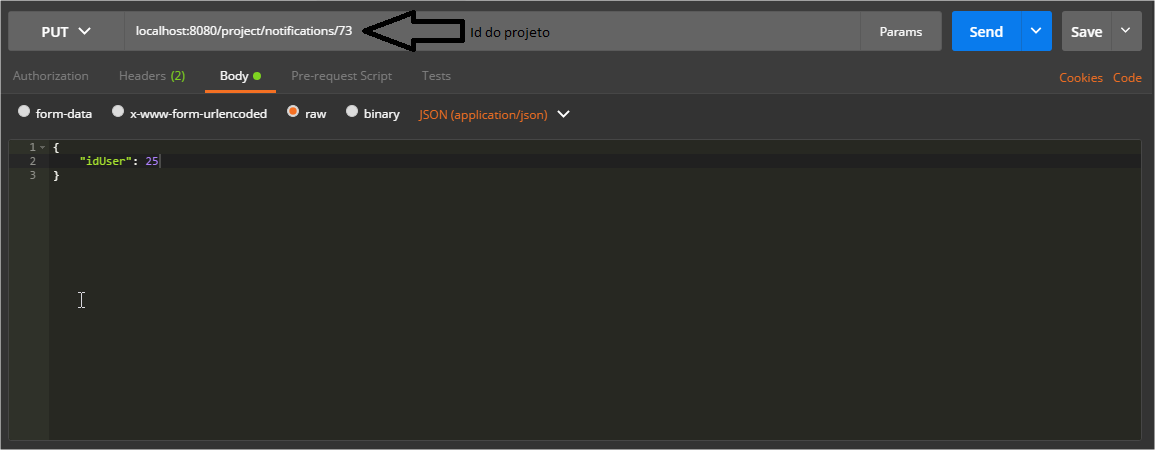 PUT localhost:8080/project/notifications/73 Id do projeto Params Send Save
Authorization Headers (2) Body Pre-request Script Tests Cookies Code
form-data x-www-form-urlencoded raw binary JSON (application/json)
1 {
2 "idUser": 25
3 }